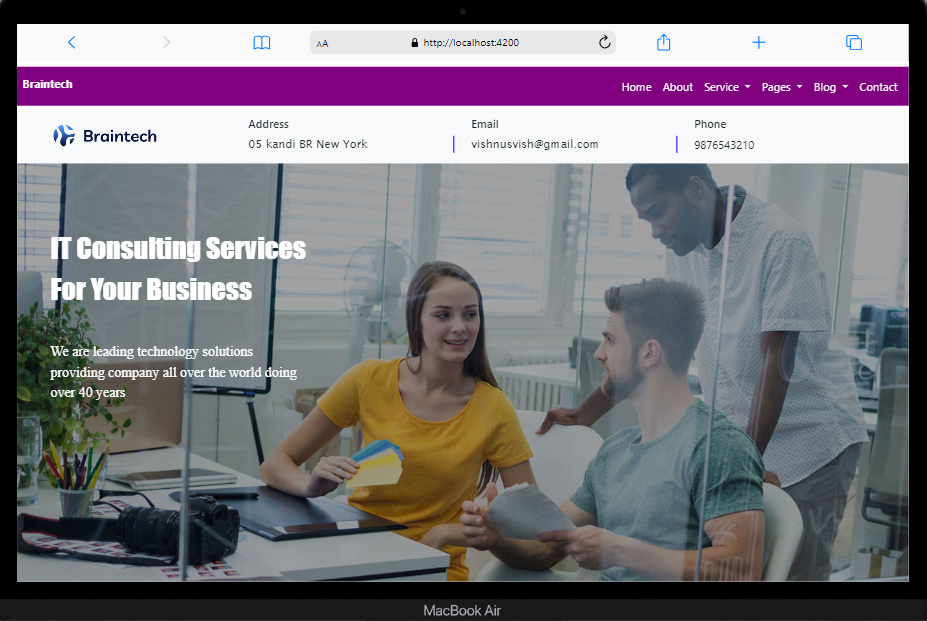 AA http://localhost:4200
Braintech Home About Service Pages Blog Contact
Braintech
Address
05 kandi BR New York
Email
vishnusvish@gmail.com
Phone
9876543210
IT Consulting Services
For Your Business
We are leading technology solutions
providing company all over the world doing
over 40 years
MacBook Air